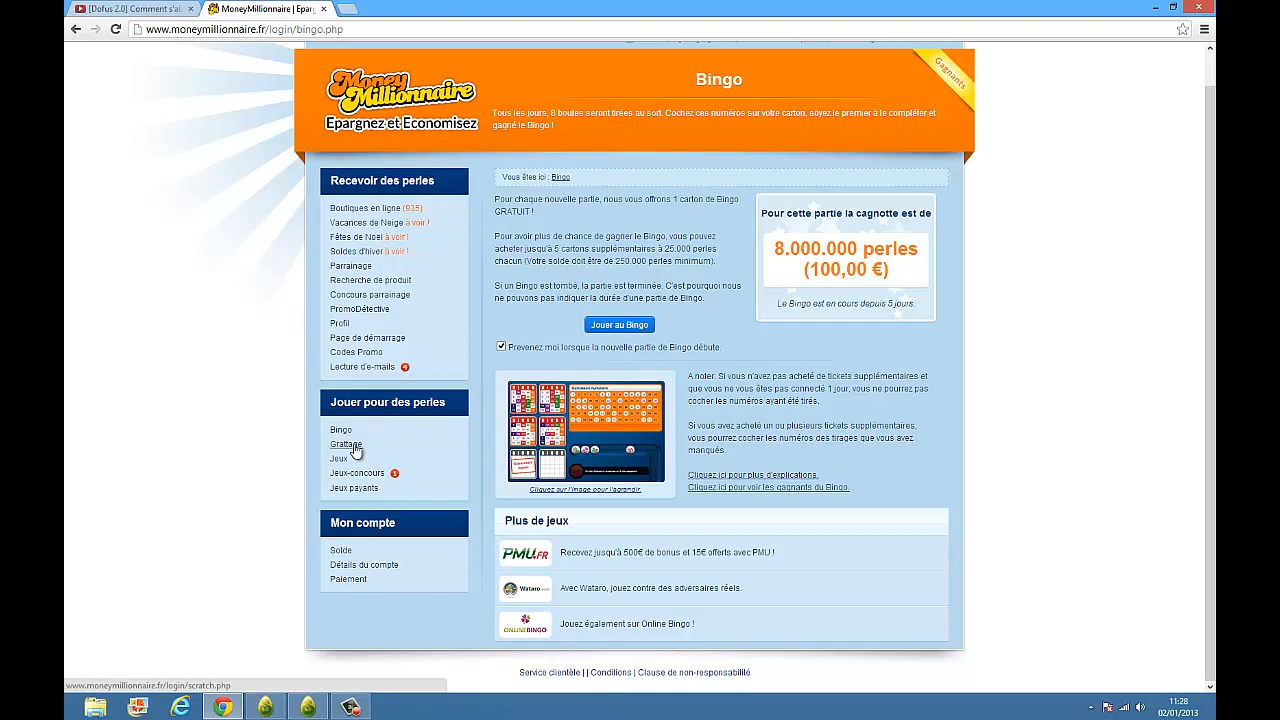 [Dofus 2.0] Comment s'al
MoneyMillionnaire | Eparg
www.moneymillionnaire.fr/login/bingo.php
Money Millionnaire
Epargnez et Economisez
Bingo
Tous les jours, 8 boules seront tirées au sort. Cochez ces numéros sur votre carton, soyez le premier à le compléter et
gagné le Bingo !
Gagnants
Recevoir des perles
Boutiques en ligne (935)
Vacances de Neige à voir !
Fêtes de Noël à voir !
Soldes d'hiver à voir !
Parrainage
Recherche de produit
Concours parrainage
PromoDétective
Profil
Page de démarrage
Codes Promo
Lecture d'e-mails 4
Jouer pour des perles
Bingo
Grattage
Jeux
Jeux-concours 1
Jeux payants
Mon compte
Solde
Détails du compte
Paiement
Vous êtes ici : Bingo
Pour chaque nouvelle partie, nous vous offrons 1 carton de Bingo
GRATUIT !
Pour avoir plus de chance de gagner le Bingo, vous pouvez
acheter jusqu'à 5 cartons supplémentaires à 25.000 perles
chacun (Votre solde doit être de 250.000 perles minimum).
Si un Bingo est tombé, la partie est terminée. C'est pourquoi nous
ne pouvons pas indiquer la durée d'une partie de Bingo.
Jouer au Bingo
Prevenez moi lorsque la nouvelle partie de Bingo débute.
Pour cette partie la cagnotte est de
8.000.000 perles
(100,00 €)
Le Bingo est en cours depuis 5 jours.
Cliquez sur l'image pour l'agrandir.
A noter: Si vous n'avez pas acheté de tickets supplémentaires et
que vous ne vous êtes pas connecté 1 jour, vous ne pourrez pas
cocher les numéros ayant été tirés.
Si vous avez acheté un ou plusieurs tickets supplémentaires,
vous pourrez cocher les numéros des tirages que vous avez
manqués.
Cliquez ici pour plus d'explications.
Cliquez ici pour voir les gagnants du Bingo.
Plus de jeux
PMU.FR
Recevez jusqu'à 500€ de bonus et 15€ offerts avec PMU !
Wataro.com
Avec Wataro, jouez contre des adversaires réels.
ONLINEBINGO
Jouez également sur Online Bingo !
Service clientèle | | Conditions | Clause de non-responsabilité
www.moneymillionnaire.fr/login/scratch.php
11:28
02/01/2013